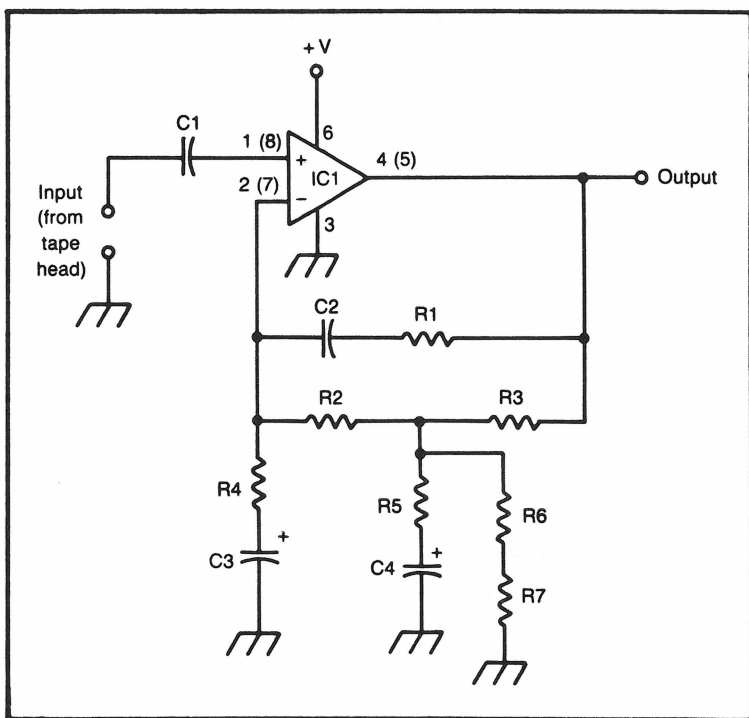 + V
C1
1 (8)
6
4 (5)
+
IC1
Output
2 (7)
−
3
Input
(from
tape
head)
C2
R1
R2
R3
R4
R5
R6
+
+
C3
C4
R7